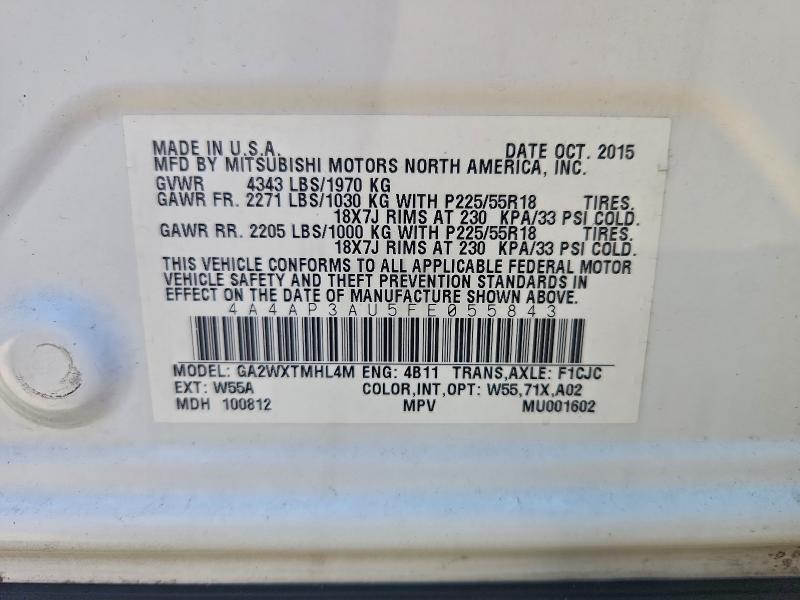 MADE IN U.S.A. DATE OCT. 2015
MFD BY MITSUBISHI MOTORS NORTH AMERICA, INC.
GVWR 4343 LBS/1970 KG
GAWR FR. 2271 LBS/1030 KG WITH P225/55R18 TIRES.
18X7J RIMS AT 230 KPA/33 PSI COLD.
GAWR RR. 2205 LBS/1000 KG WITH P225/55R18 TIRES.
18X7J RIMS AT 230 KPA/33 PSI COLD.
THIS VEHICLE CONFORMS TO ALL APPLICABLE FEDERAL MOTOR
VEHICLE SAFETY AND THEFT PREVENTION STANDARDS IN
EFFECT ON THE DATE OF MANUFACTURE SHOWN ABOVE.
4A4AP3AU5FE055843
MODEL: GA2WXTMHL4M ENG: 4B11 TRANS,AXLE: F1CJC
EXT: W55A COLOR,INT,OPT: W55,71X,A02
MDH 100812 MPV MU001602